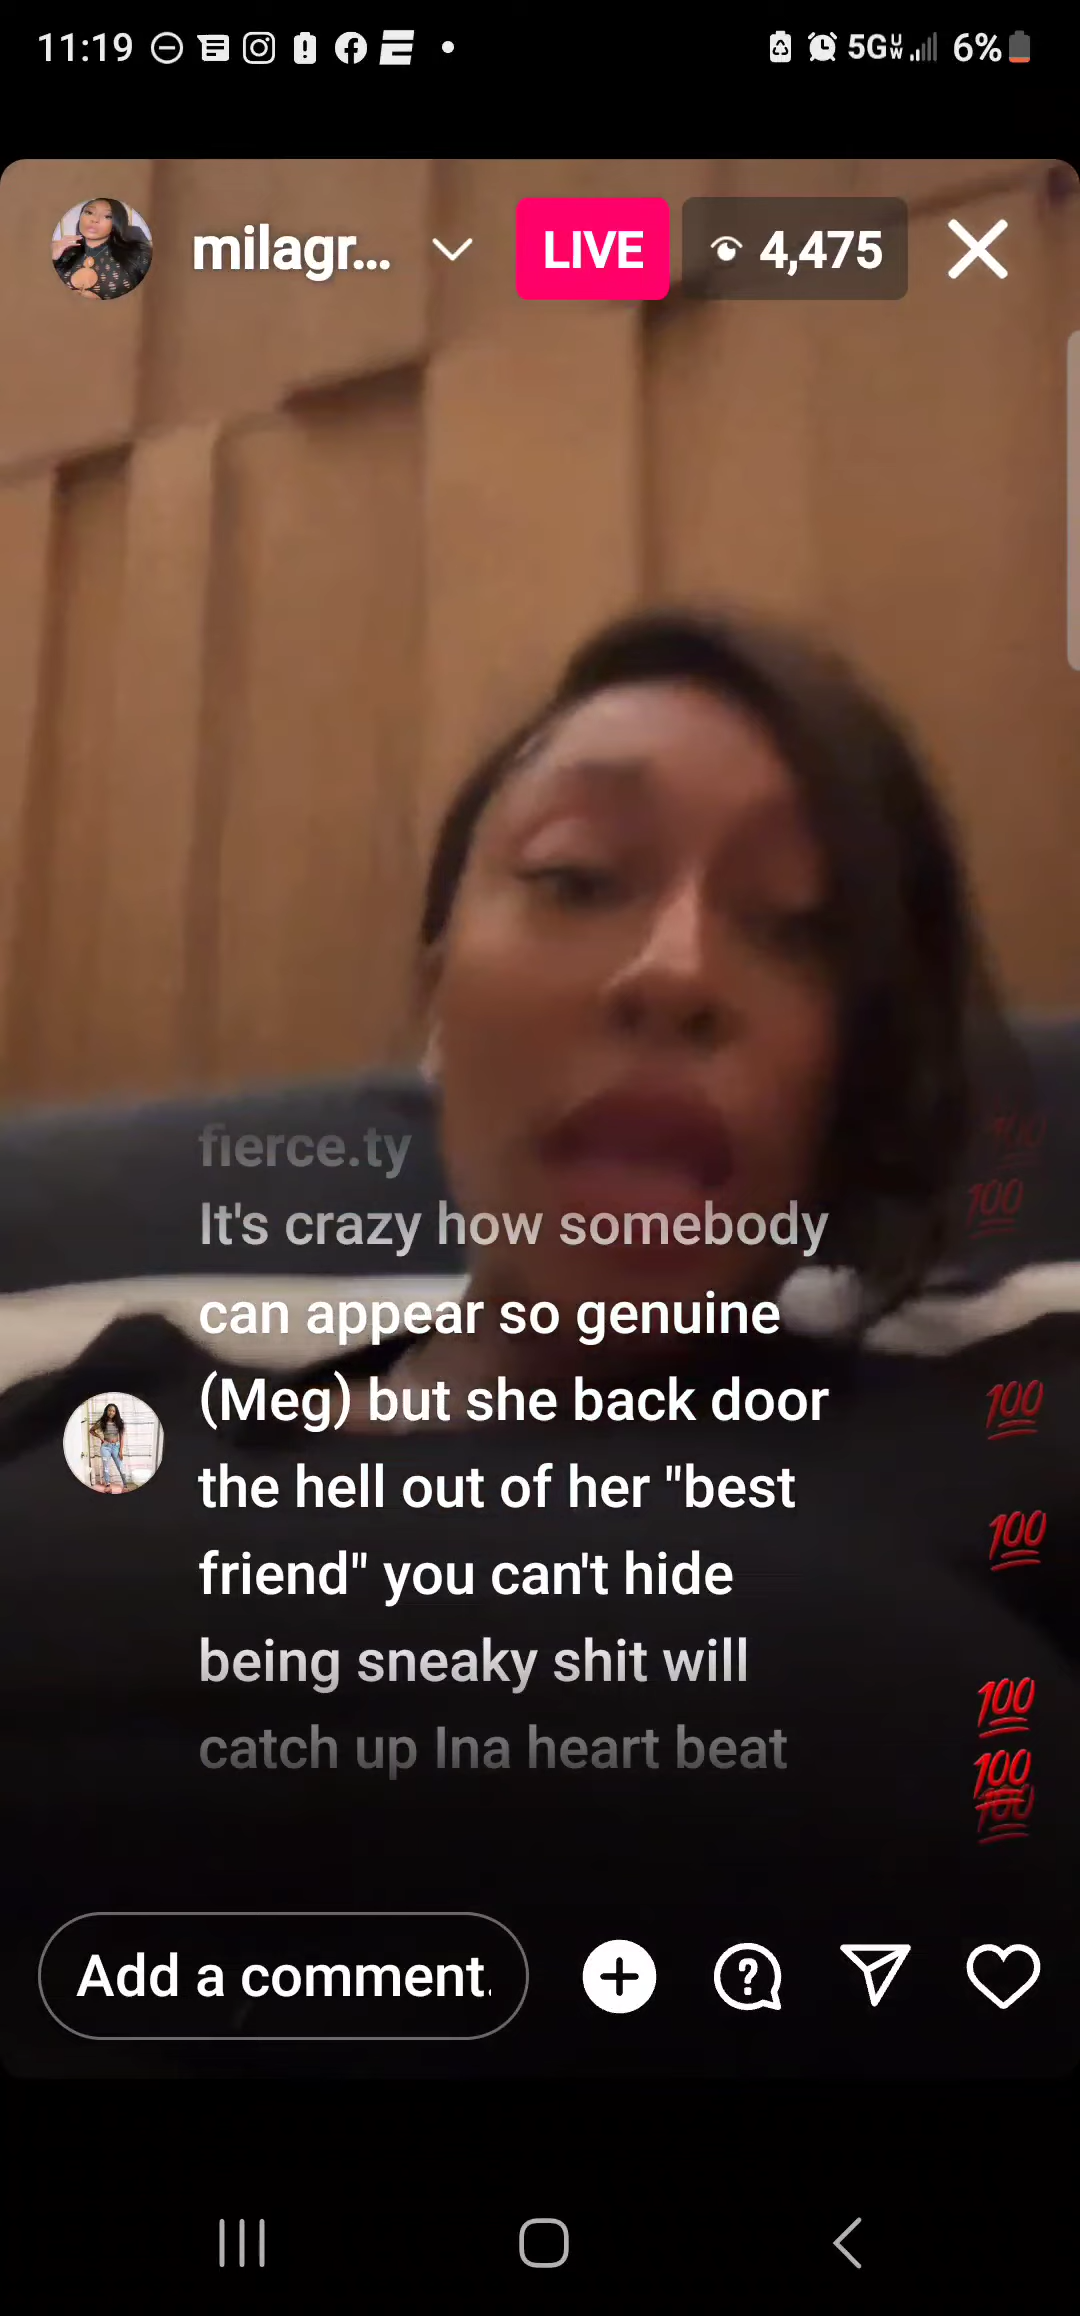 11:19 5G UW 6%
milagr... LIVE 4,475
fierce.ty
It's crazy how somebody
can appear so genuine
(Meg) but she back door
the hell out of her "best
friend" you can't hide
being sneaky shit will
catch up Ina heart beat
100
100
100
100
100
100
Add a comment.